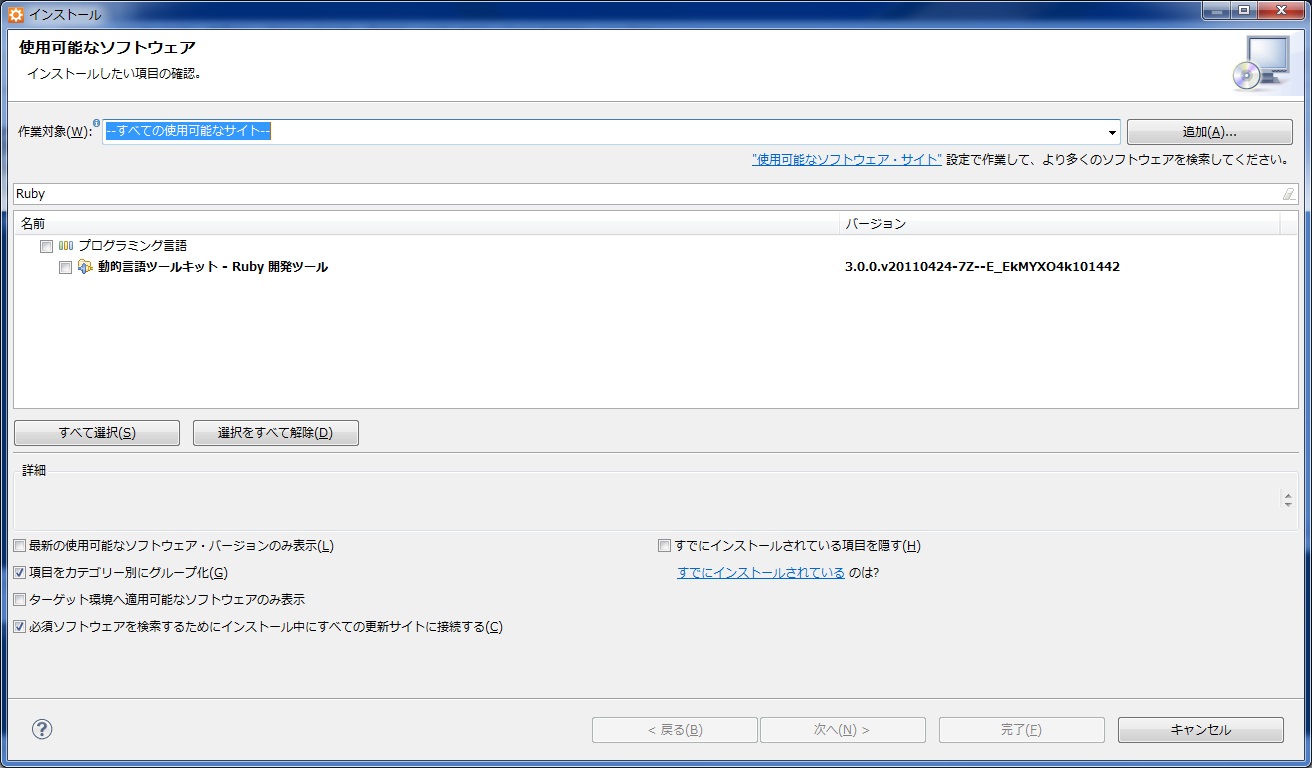 インストール
使用可能なソフトウェア
インストールしたい項目の確認。
作業対象(W): --すべての使用可能なサイト-- 追加(A)...
"使用可能なソフトウェア・サイト" 設定で作業して、より多くのソフトウェアを検索してください。
Ruby
名前 バージョン
プログラミング言語
動的言語ツールキット - Ruby 開発ツール 3.0.0.v20110424-7Z--E_EkMYXO4k101442
すべて選択(S) 選択をすべて解除(D)
詳細
最新の使用可能なソフトウェア・バージョンのみ表示(L) すでにインストールされている項目を隠す(H)
項目をカテゴリー別にグループ化(G) すでにインストールされている のは?
ターゲット環境へ適用可能なソフトウェアのみ表示
必須ソフトウェアを検索するためにインストール中にすべての更新サイトに接続する(C)
? < 戻る(B) 次へ(N) > 完了(F) キャンセル